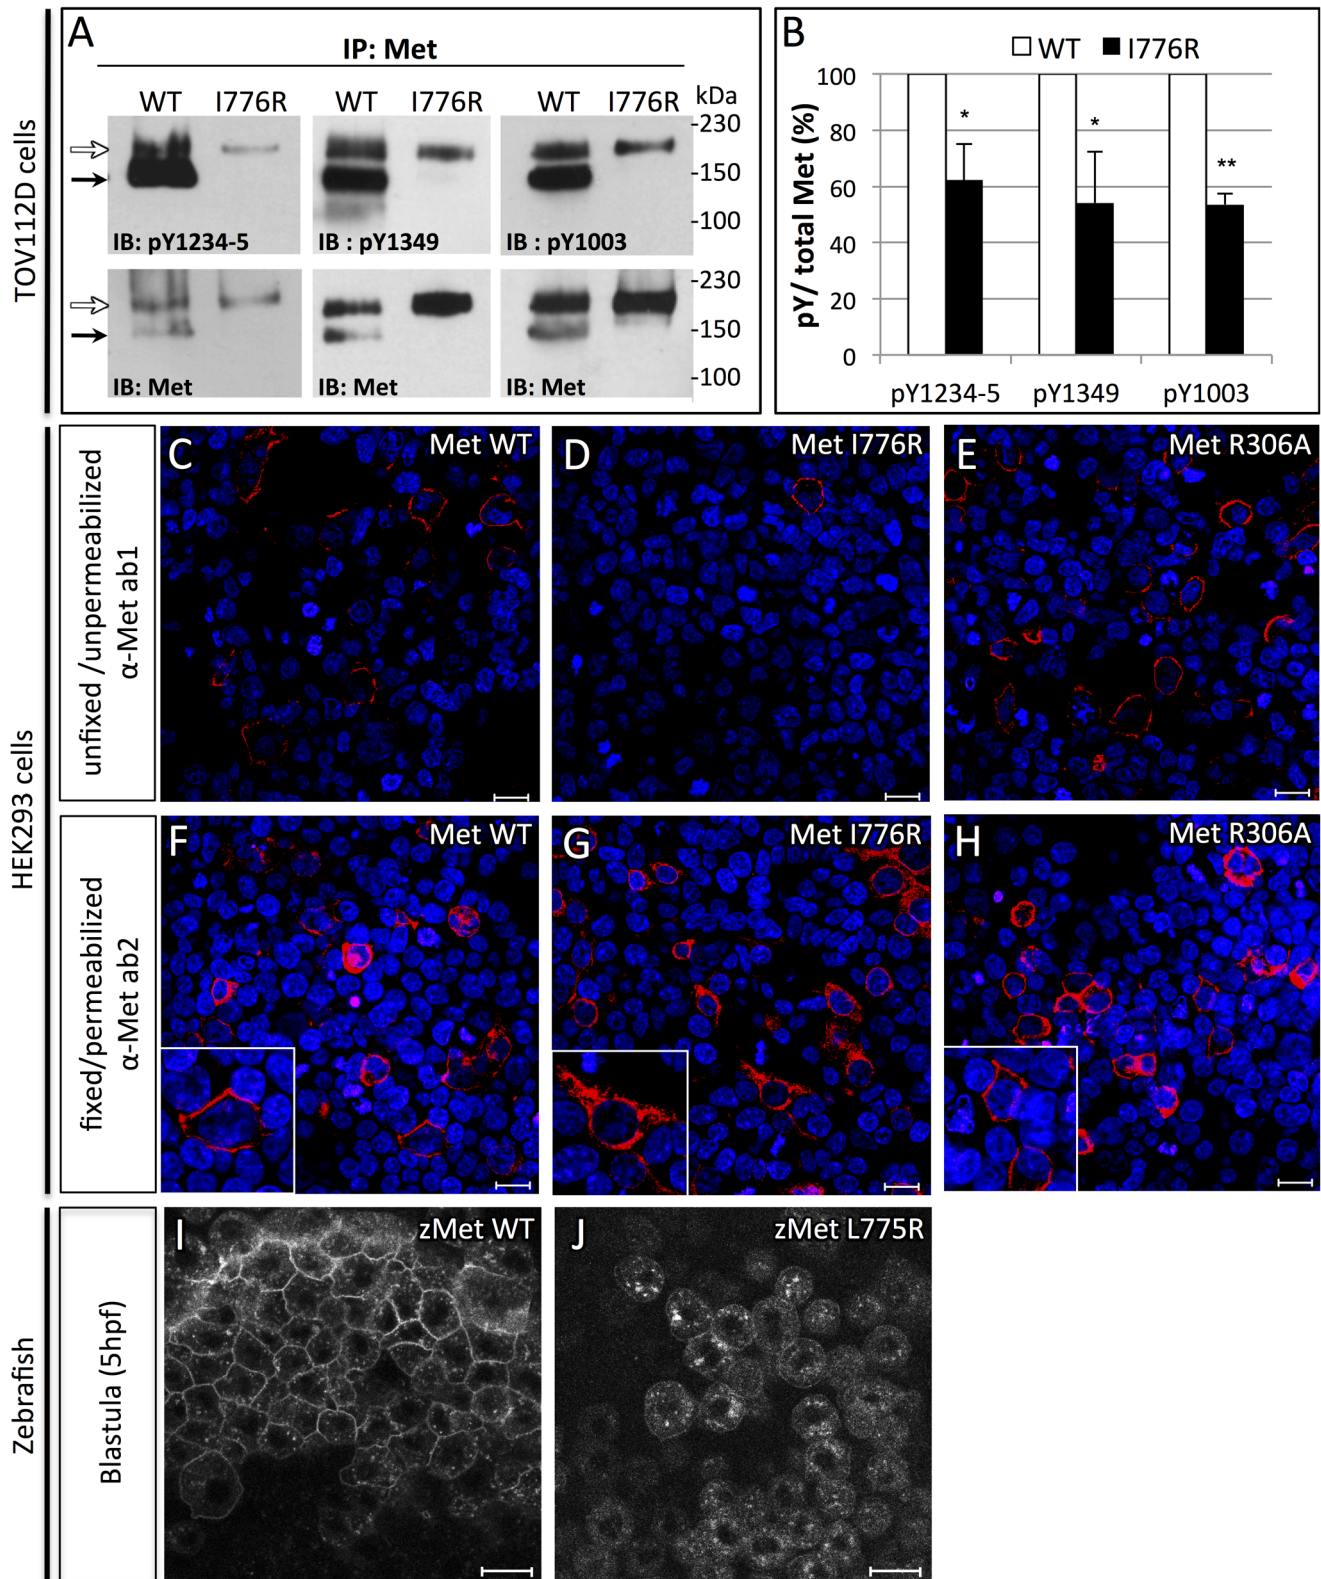 A
IP: Met
WT I776R WT I776R WT I776R kDa
-230
-150
-100
IB: pY1234-5 IB : pY1349 IB : pY1003
-230
-150
-100
IB: Met IB: Met IB: Met
TOV112D cells
B
WT I776R
pY/ total Met (%)
100
80
60
40
20
0
* * **
pY1234-5 pY1349 pY1003
HEK293 cells
unfixed /unpermeabilized
α-Met ab1
C Met WT
D Met I776R
E Met R306A
fixed/permeabilized
α-Met ab2
F Met WT
G Met I776R
H Met R306A
Zebrafish
Blastula (5hpf)
I zMet WT
J zMet L775R